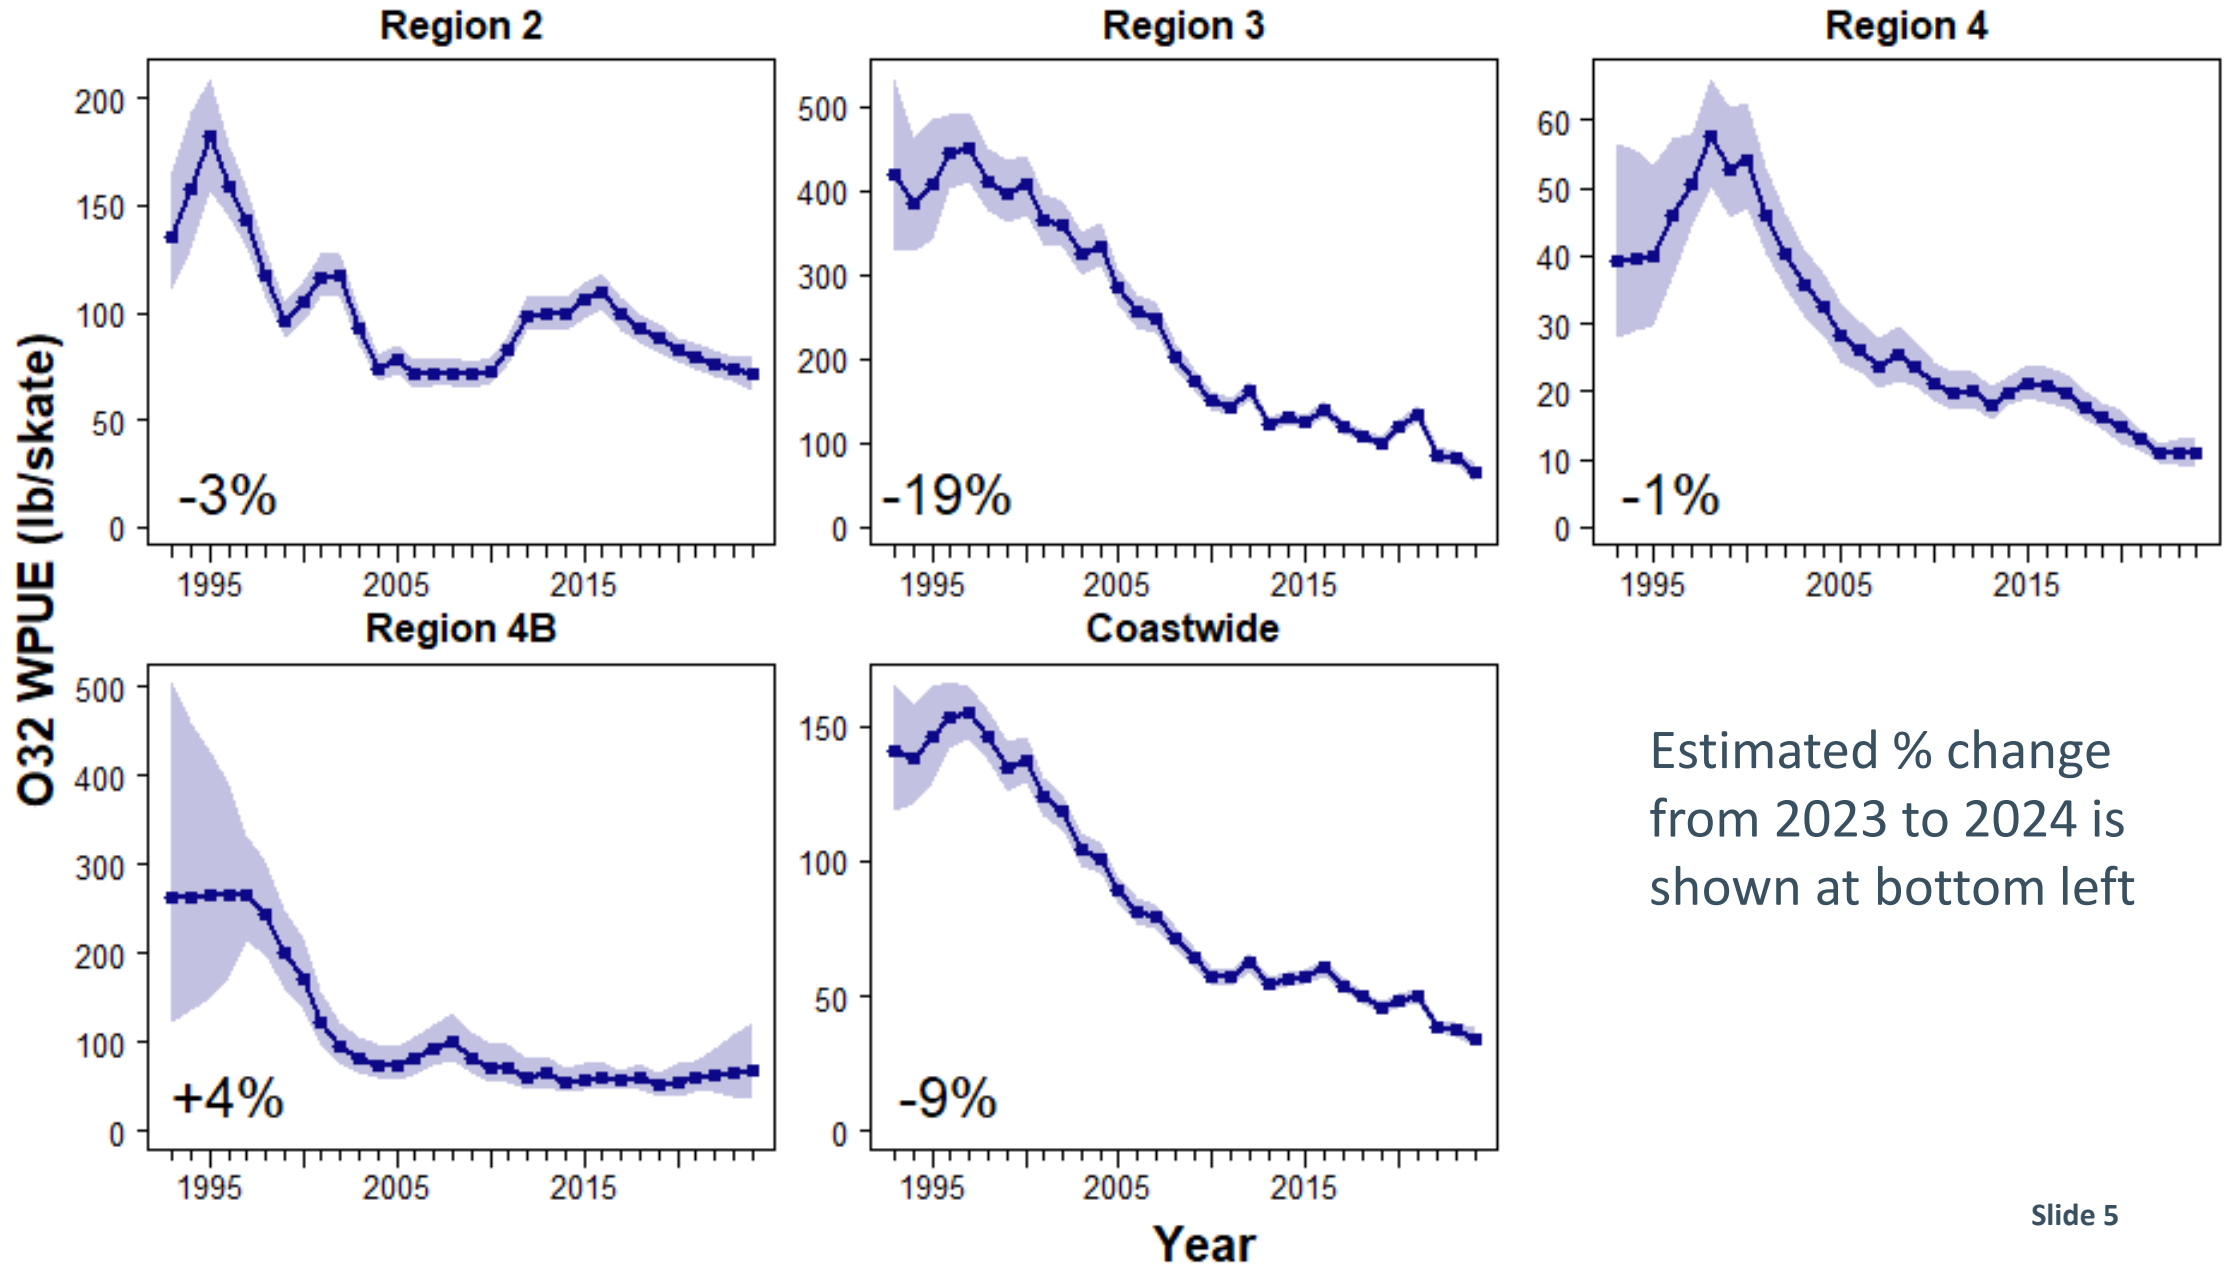 Region 2
Region 3
Region 4
O32 WPUE (lb/skate)
200
150
100
50
0
-3%
1995 2005 2015
500
400
300
200
100
0
-19%
1995 2005 2015
60
50
40
30
20
10
0
-1%
1995 2005 2015
Region 4B
Coastwide
500
400
300
200
100
0
+4%
1995 2005 2015
150
100
50
0
-9%
1995 2005 2015
Estimated % change
from 2023 to 2024 is
shown at bottom left
Year
Slide 5